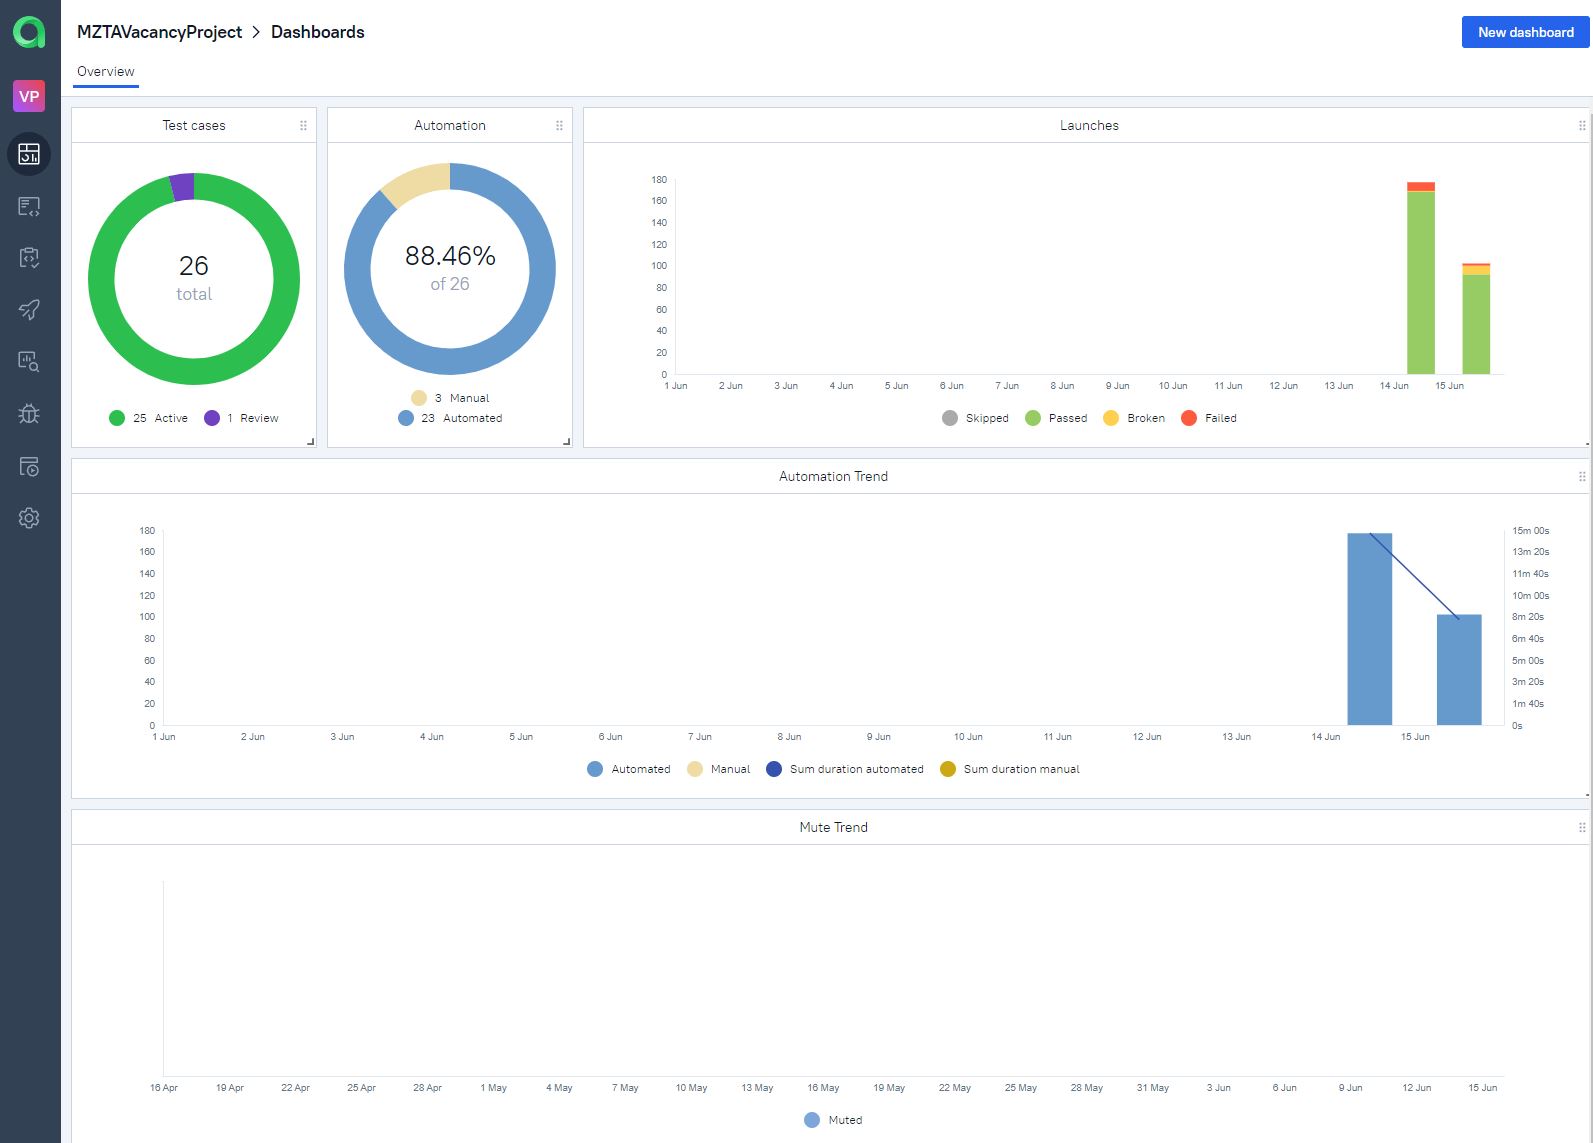 MZTAVacancyProject > Dashboards
New dashboard
VP
Overview
Test cases
26
total
25 Active
1 Review
Automation
88.46%
of 26
3 Manual
23 Automated
Launches
180
160
140
120
100
80
60
40
20
0
1 Jun 2 Jun 3 Jun 4 Jun 5 Jun 6 Jun 7 Jun 8 Jun 9 Jun 10 Jun 11 Jun 12 Jun 13 Jun 14 Jun 15 Jun
Skipped Passed Broken Failed
Automation Trend
180 15m 00s
160 13m 20s
140 11m 40s
120 10m 00s
100 8m 20s
80 6m 40s
60 5m 00s
40 3m 20s
20 1m 40s
0 0s
1 Jun 2 Jun 3 Jun 4 Jun 5 Jun 6 Jun 7 Jun 8 Jun 9 Jun 10 Jun 11 Jun 12 Jun 13 Jun 14 Jun 15 Jun
Automated Manual Sum duration automated Sum duration manual
Mute Trend
16 Apr 19 Apr 22 Apr 25 Apr 28 Apr 1 May 4 May 7 May 10 May 13 May 16 May 19 May 22 May 25 May 28 May 31 May 3 Jun 6 Jun 9 Jun 12 Jun 15 Jun
Muted